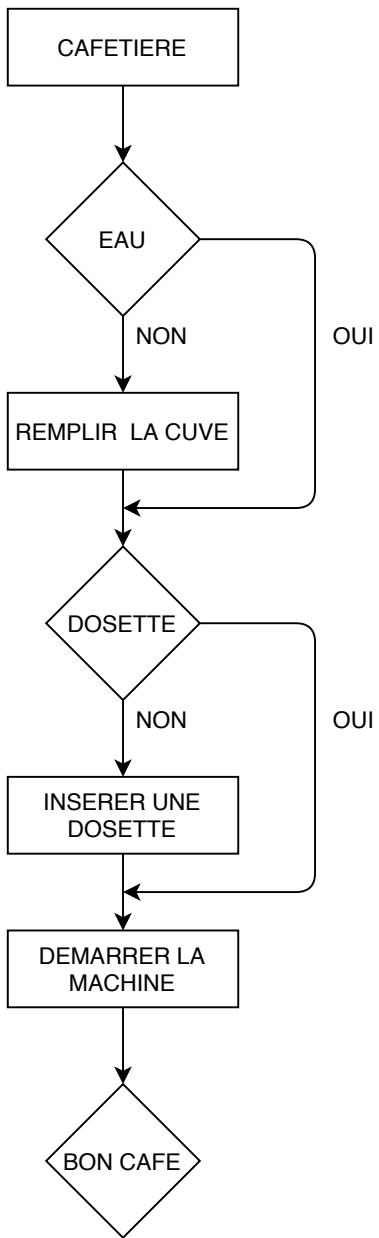 CAFETIERE
EAU
NON
OUI
REMPLIR LA CUVE
DOSETTE
NON
OUI
INSERER UNE
DOSETTE
DEMARRER LA
MACHINE
BON CAFE